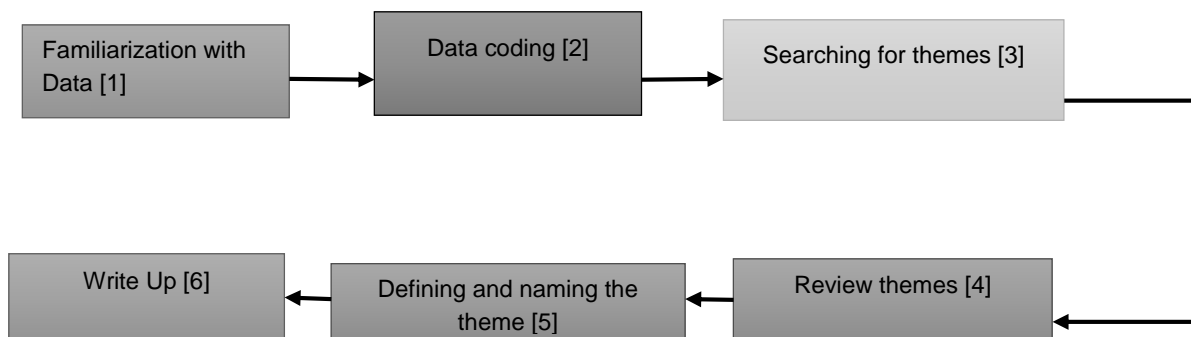 Familiarization with
Data [1]
Data coding [2]
Searching for themes [3]
Write Up [6]
Defining and naming the
theme [5]
Review themes [4]